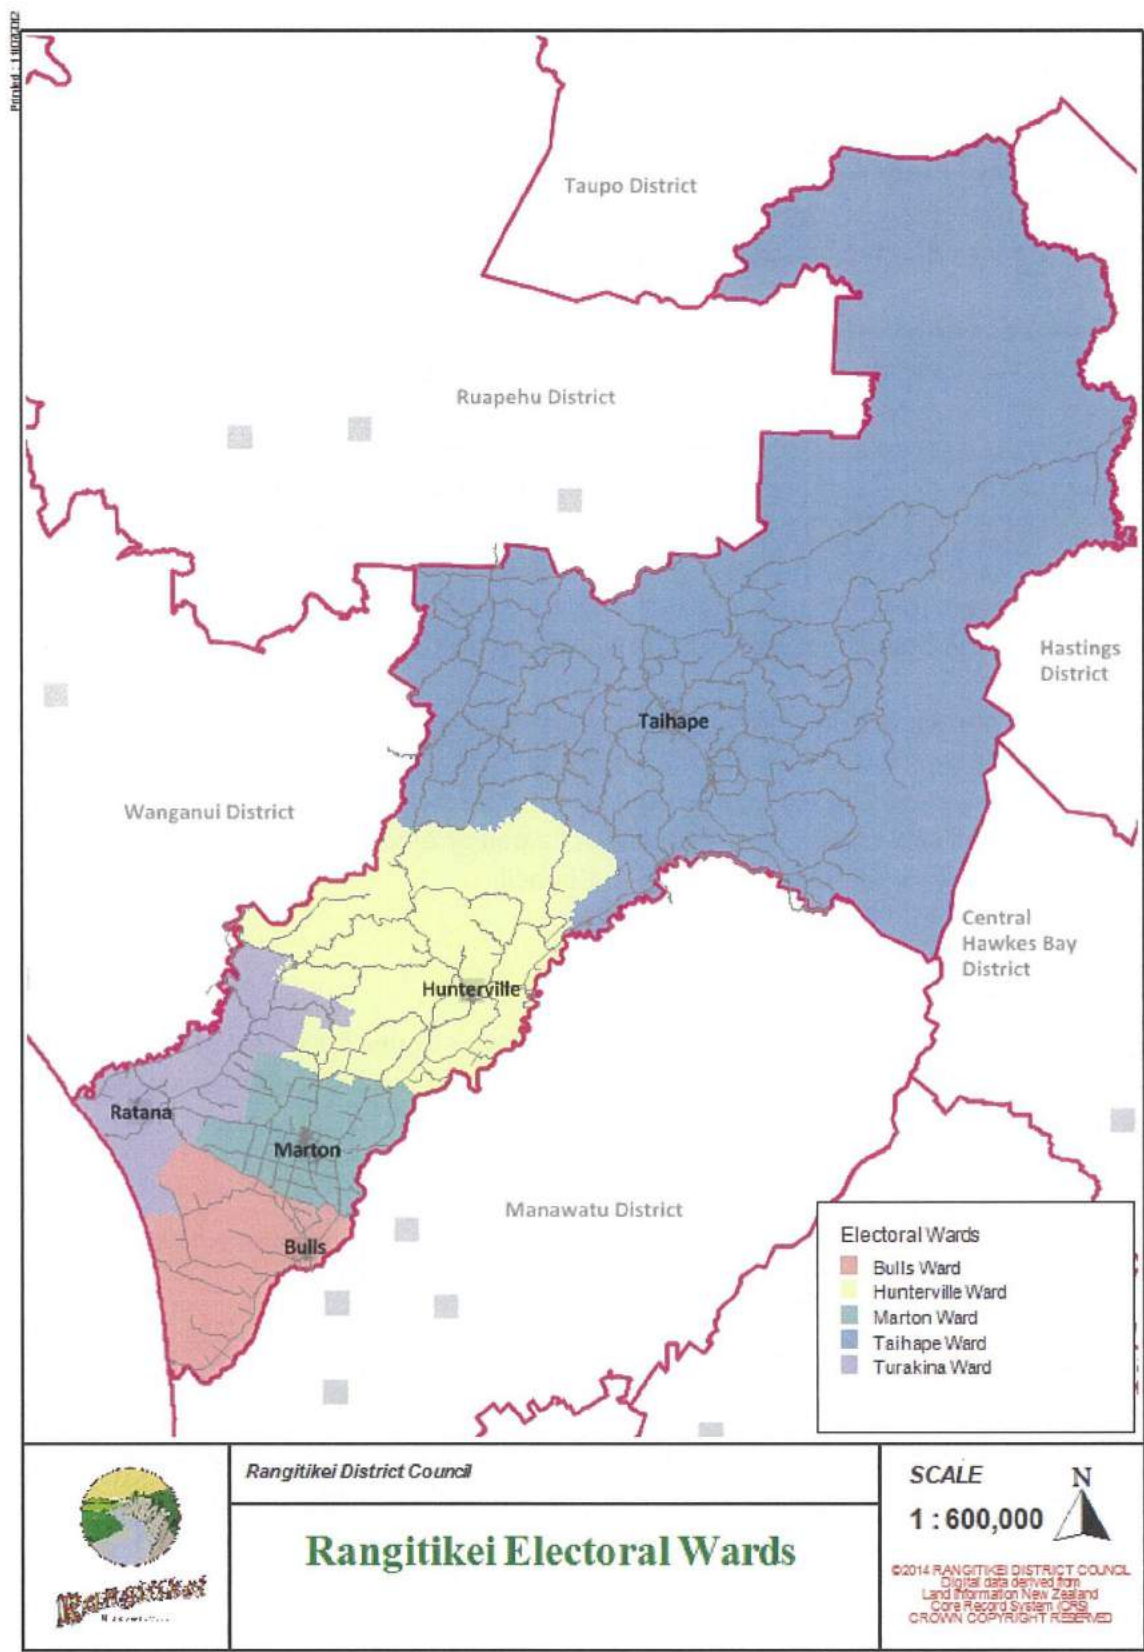 Taupo District
Ruapehu District
Hastings
District
Taihape
Wanganui District
Central
Hawkes Bay
District
Hunterville
Ratana
Marton
Manawatu District
Bulls
Electoral Wards
Bulls Ward
Hunterville Ward
Marton Ward
Taihape Ward
Turakina Ward
Rangitikei District Council
Rangitikei Electoral Wards
SCALE
N
1 : 600,000
©2014 RANGITIKEI DISTRICT COUNCIL
Digital data derived from
Land Information New Zealand
Core Record System (CRS)
CROWN COPYRIGHT RESERVED
Rangitikei